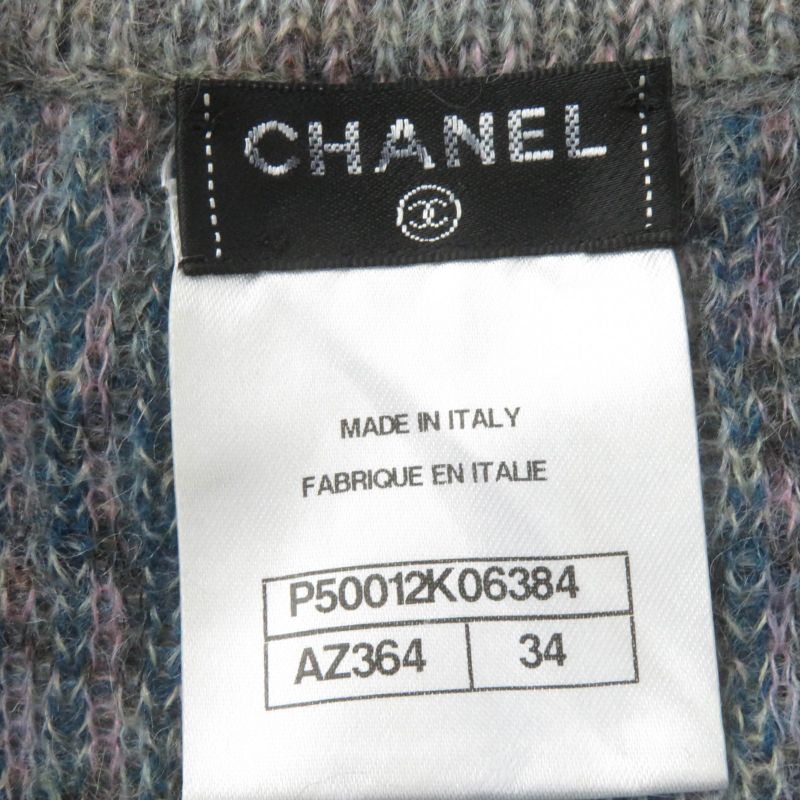 CHANEL
MADE IN ITALY
FABRIQUE EN ITALIE
P50012K06384
AZ364 34